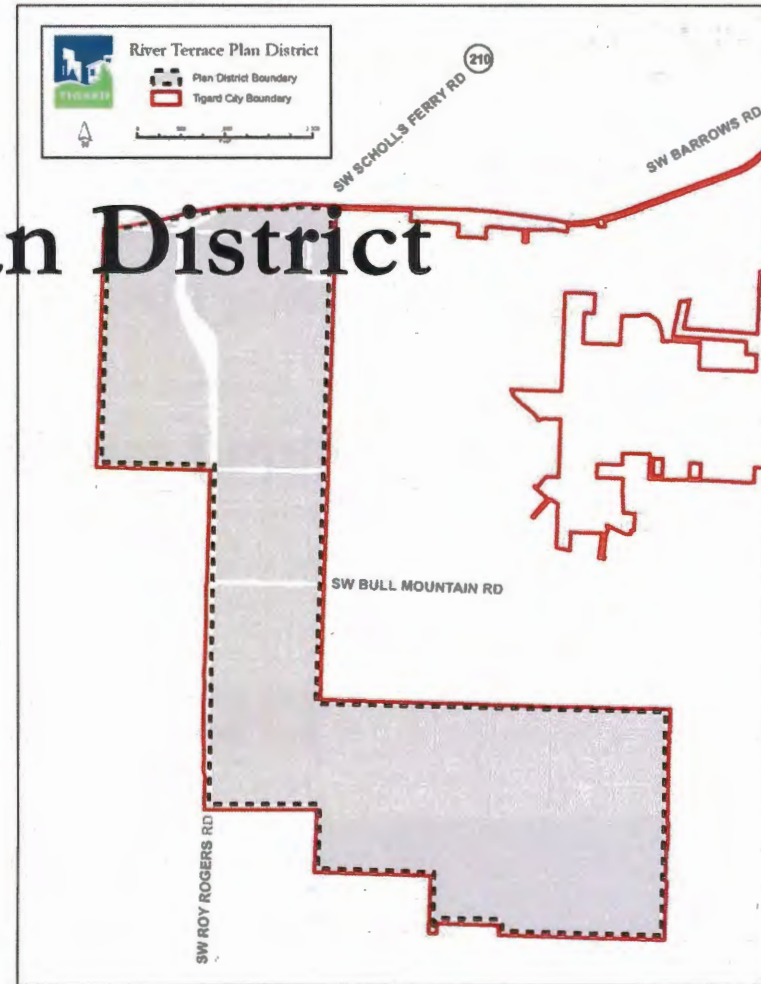 River Terrace Plan District
TIGARD
Plan District Boundary
Tigard City Boundary
N
210
SW SCHOLLS FERRY RD
SW BARROWS RD
n District
SW BULL MOUNTAIN RD
SW ROY ROGERS RD